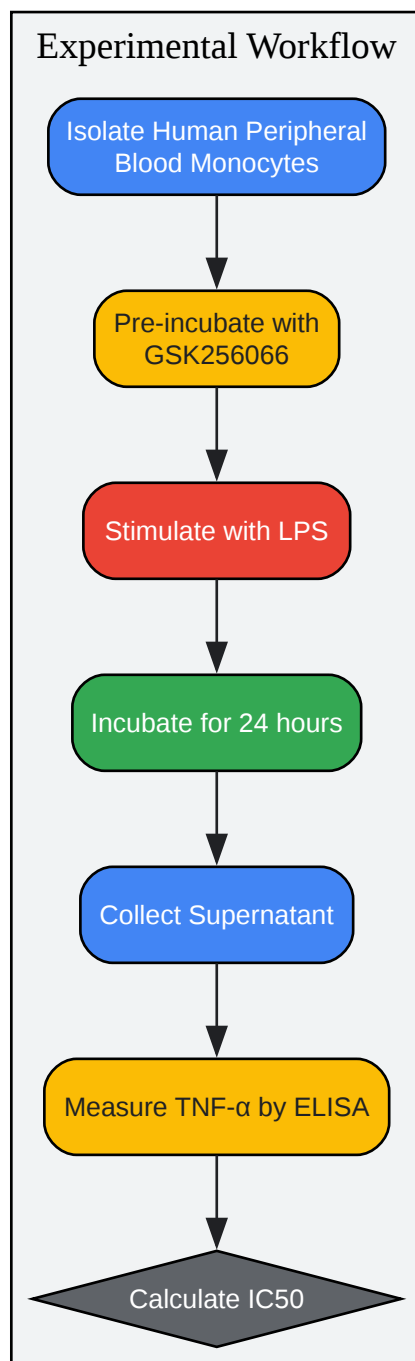 Experimental Workflow
Isolate Human Peripheral
Blood Monocytes
Pre-incubate with
GSK256066
Stimulate with LPS
Incubate for 24 hours
Collect Supernatant
Measure TNF-α by ELISA
Calculate IC50